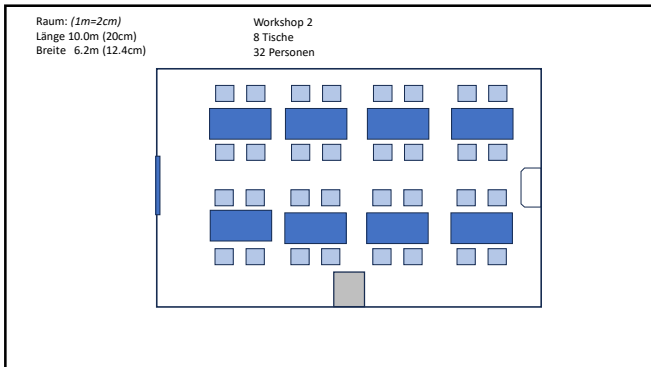 Raum: (1m=2cm)
Länge 10.0m (20cm)
Breite 6.2m (12.4cm)
Workshop 2
8 Tische
32 Personen